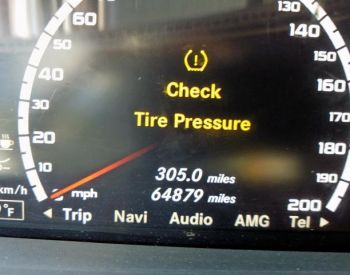 60
50
40
30
20
10
km/h
mph
°F
Check
Tire Pressure
305.0 miles
64879 miles
Trip Navi Audio AMG Tel
130
140
160
170
180
190
200